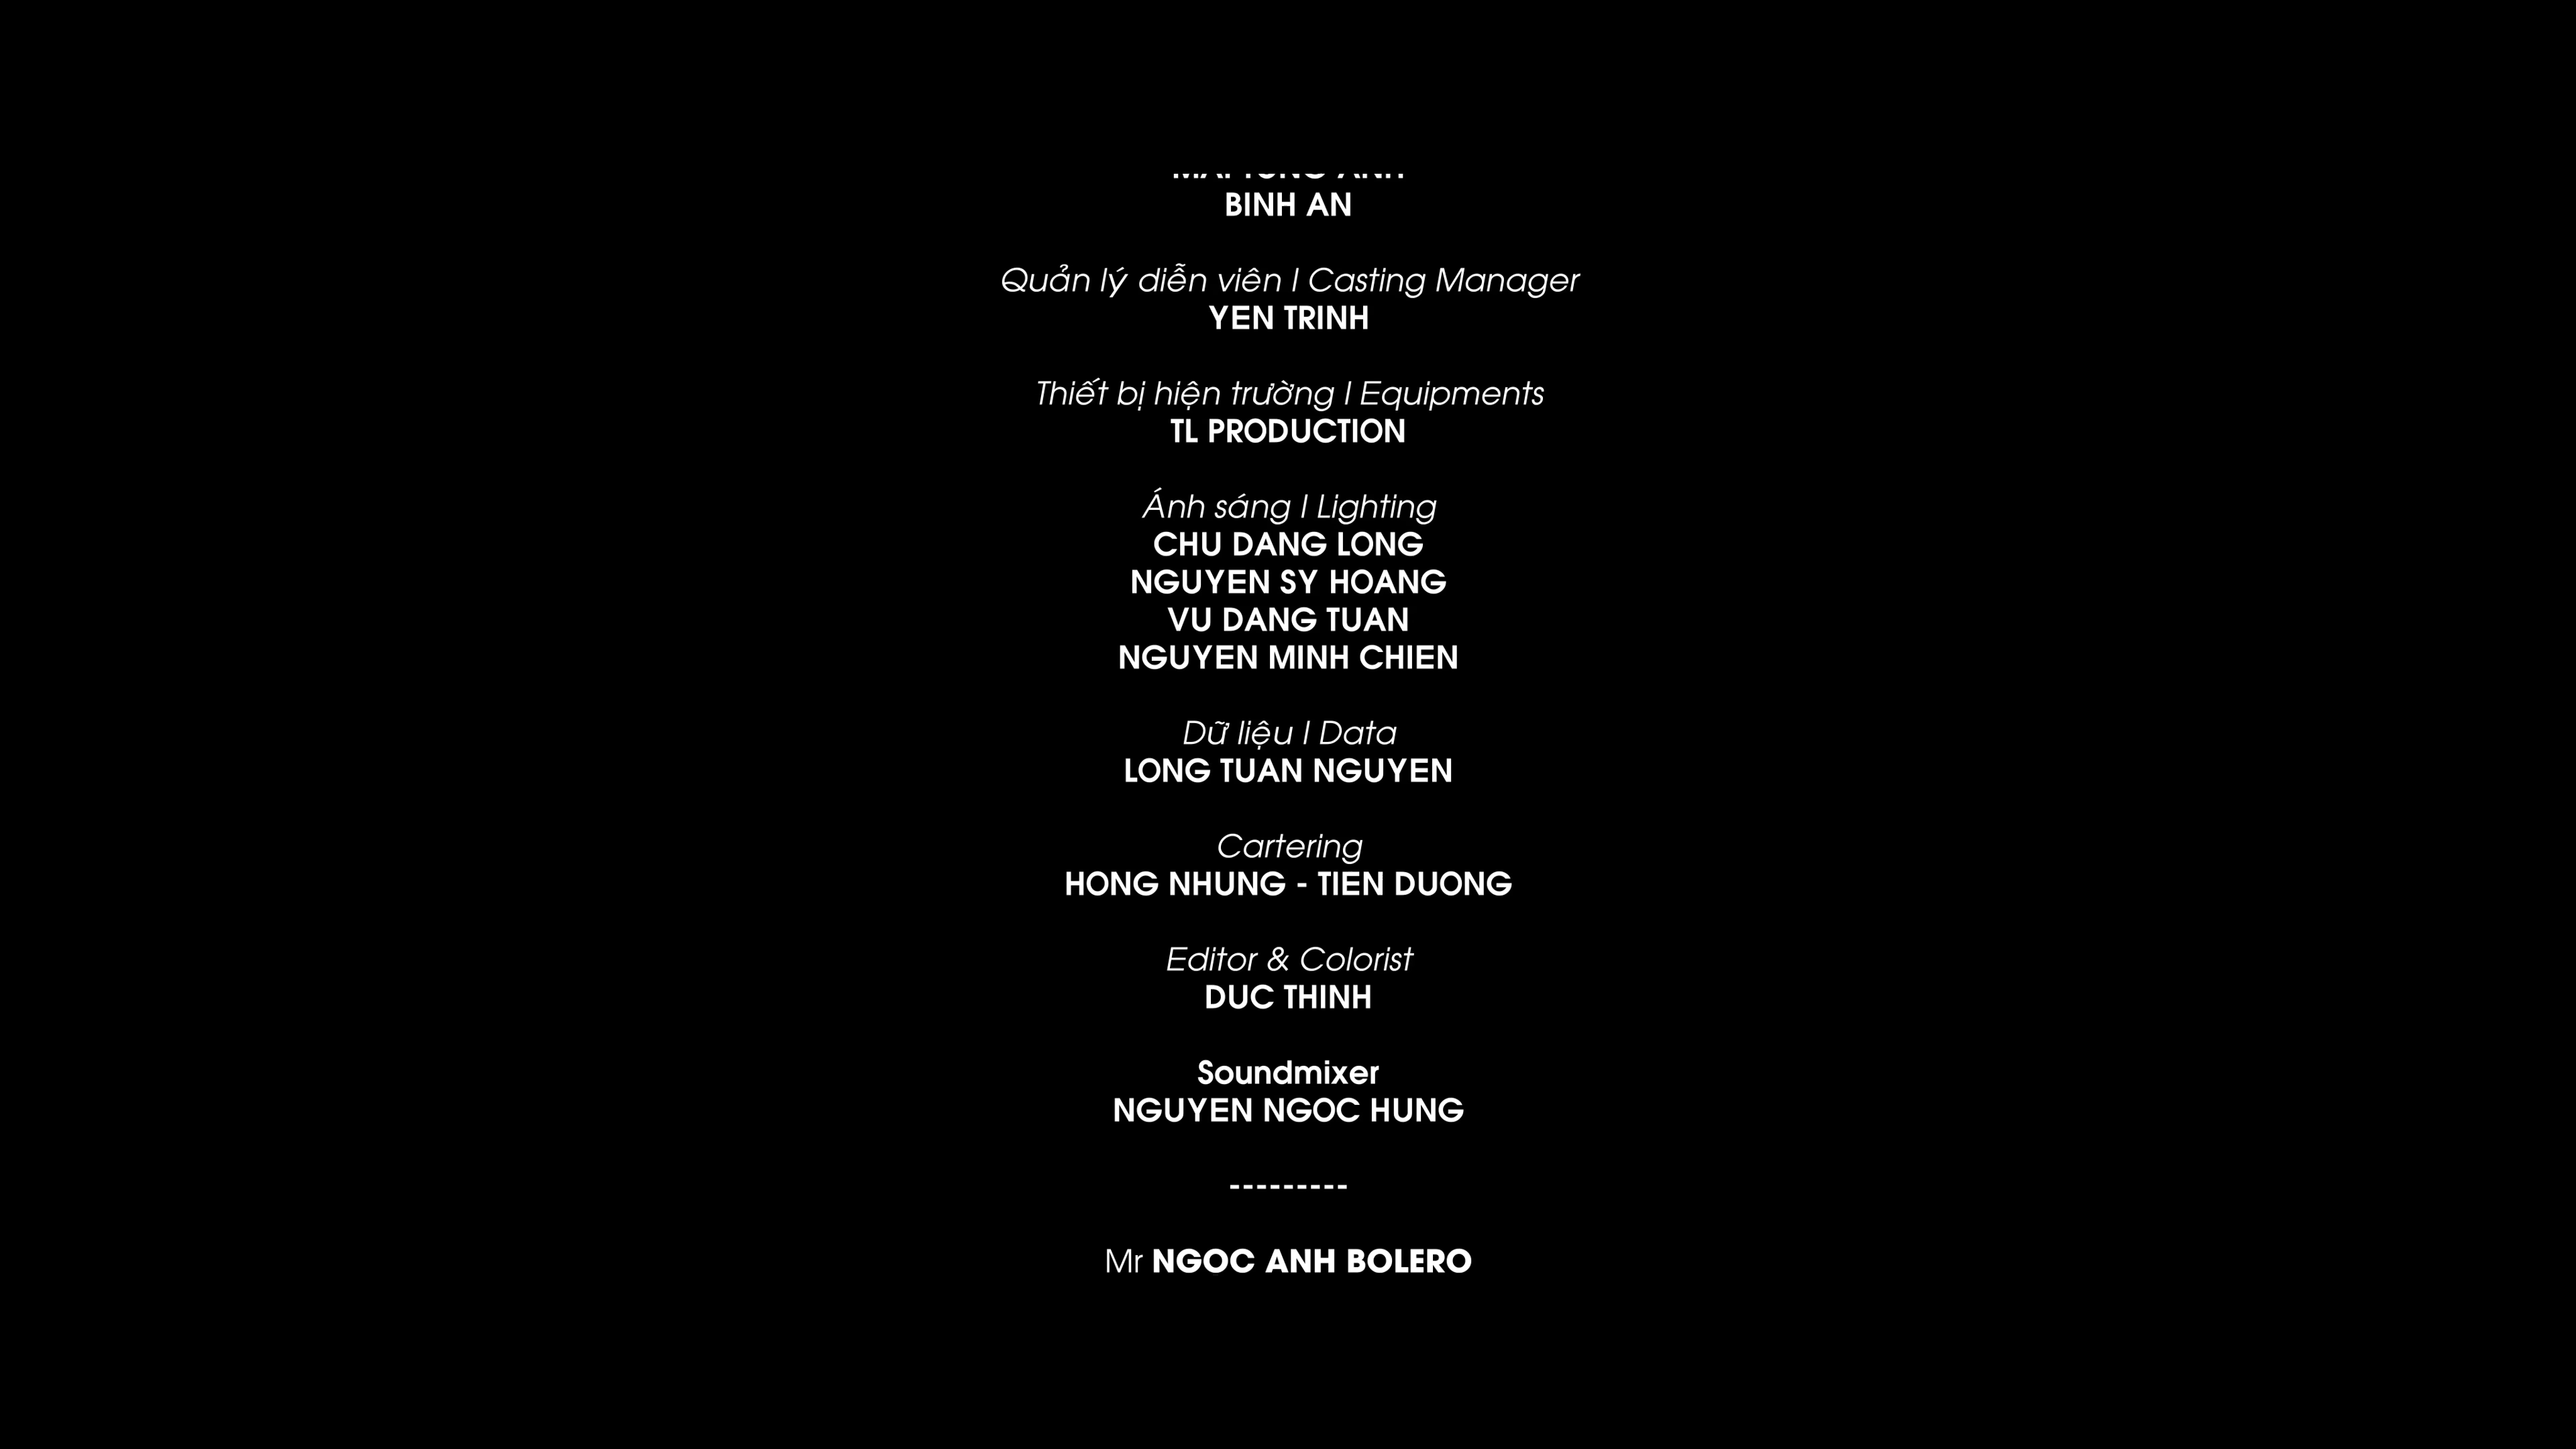 BINH AN
Quản lý diễn viên I Casting Manager
YEN TRINH
Thiết bị hiện trường I Equipments
TL PRODUCTION
Ánh sáng I Lighting
CHU DANG LONG
NGUYEN SY HOANG
VU DANG TUAN
NGUYEN MINH CHIEN
Dữ liệu I Data
LONG TUAN NGUYEN
Cartering
HONG NHUNG - TIEN DUONG
Editor & Colorist
DUC THINH
Soundmixer
NGUYEN NGOC HUNG
---------
Mr NGOC ANH BOLERO